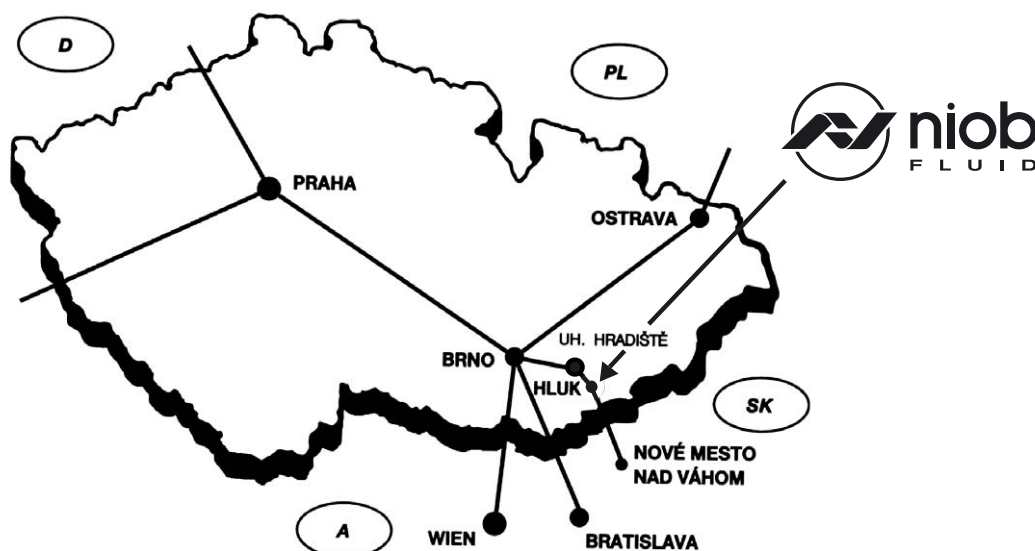 D
PL
niob
FLUID
PRAHA
OSTRAVA
UH. HRADIŠTĚ
BRNO
HLUK
SK
NOVÉ MESTO
NAD VÁHOM
A
WIEN
BRATISLAVA